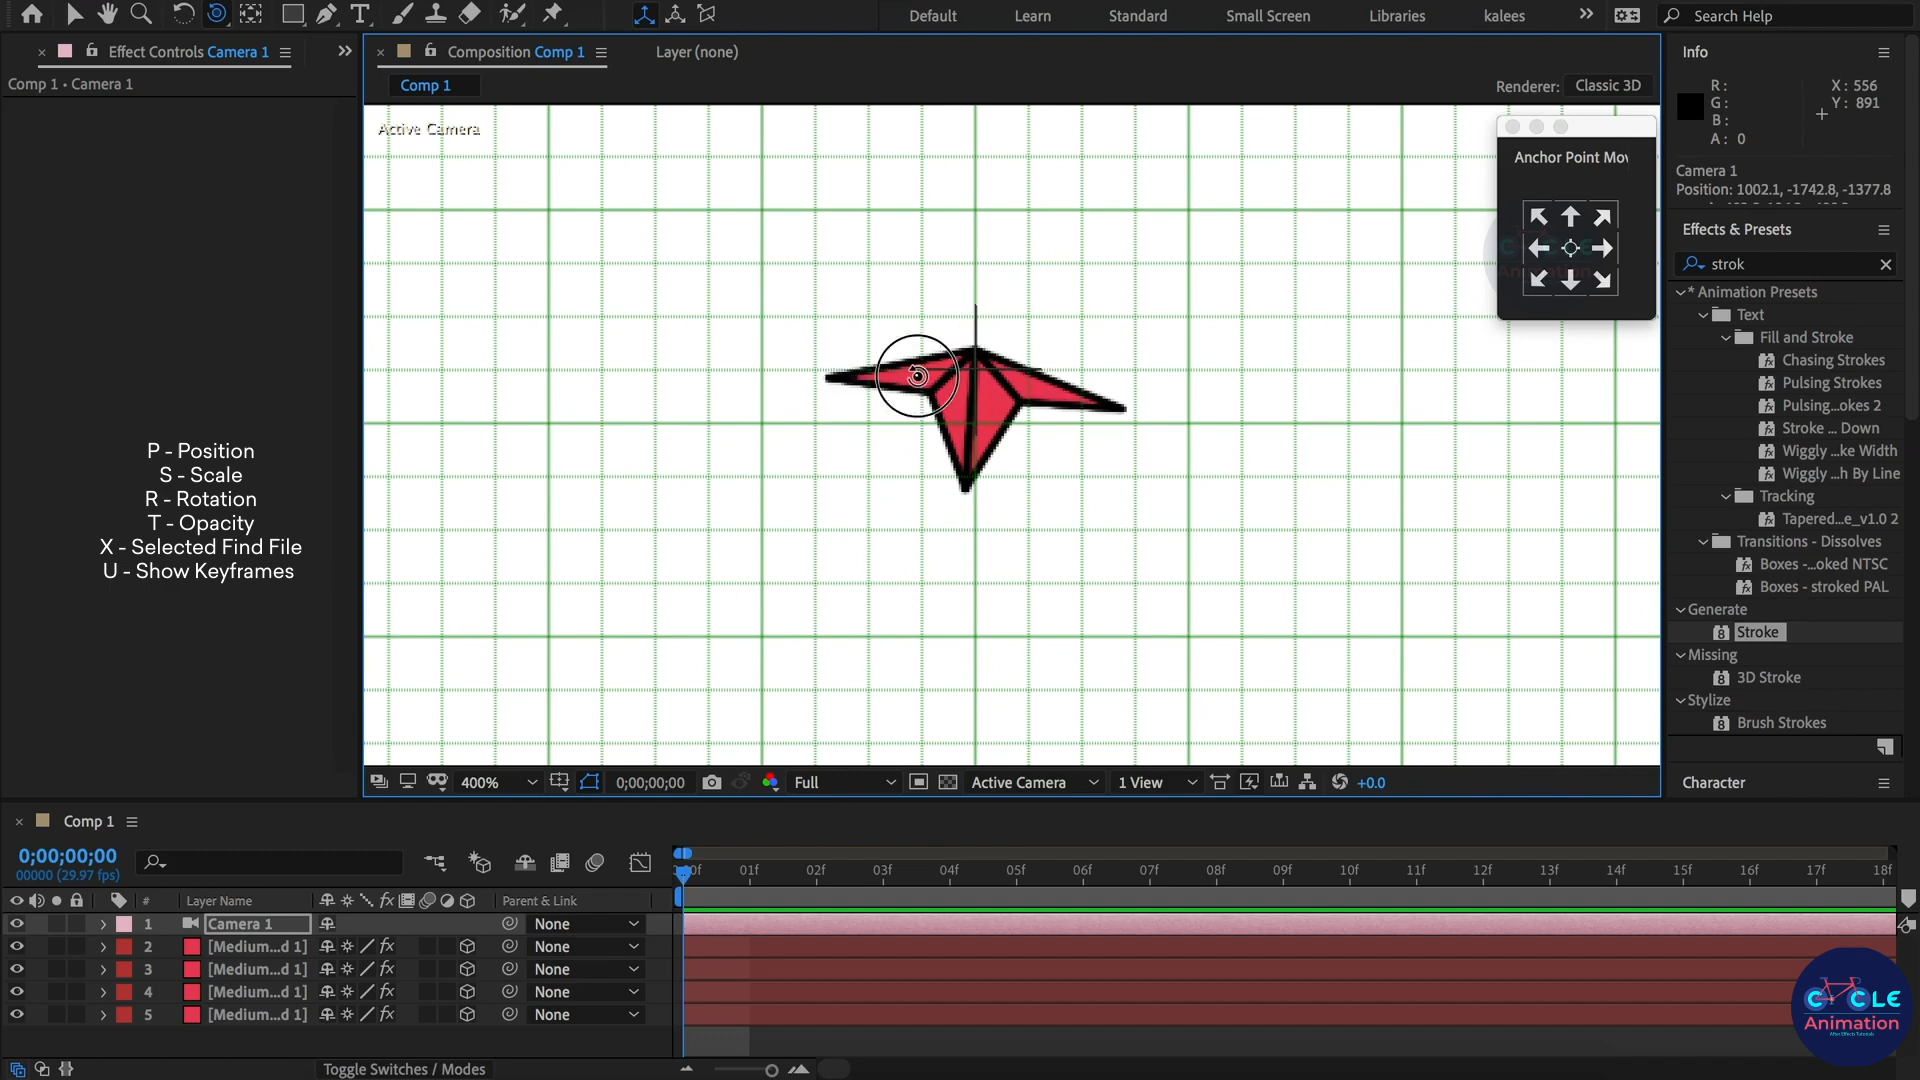 Default
Learn
Standard
Small Screen
Libraries
kalees
Search Help
Effect Controls Camera 1
Composition Comp 1
Layer (none)
Info
Comp 1 • Camera 1
Comp 1
Renderer:
Classic 3D
R:
G:
B:
A: 0
X: 556
Y: 891
Active Camera
Anchor Point Mov
Camera 1
Position: 1002.1, -1742.8, -1377.8
Effects & Presets
strok
* Animation Presets
Text
Fill and Stroke
Chasing Strokes
Pulsing Strokes
Pulsing...okes 2
Stroke ... Down
Wiggly ...ke Width
Wiggly ...h By Line
Tracking
Tapered...e_v1.0 2
Transitions - Dissolves
Boxes -...oked NTSC
Boxes - stroked PAL
Generate
Stroke
Missing
3D Stroke
Stylize
Brush Strokes
Character
P - Position
S - Scale
R - Rotation
T - Opacity
X - Selected Find File
U - Show Keyframes
400%
0;00;00;00
Full
Active Camera
1 View
+0.0
Comp 1
0;00;00;00
00000 (29.97 fps)
00f
01f
02f
03f
04f
05f
06f
07f
08f
09f
10f
11f
12f
13f
14f
15f
16f
17f
18f
#
Layer Name
Parent & Link
1 Camera 1 None
2 [Medium...d 1] None
3 [Medium...d 1] None
4 [Medium...d 1] None
5 [Medium...d 1] None
Toggle Switches / Modes
CYCLE
Animation
After Effects Tutorials